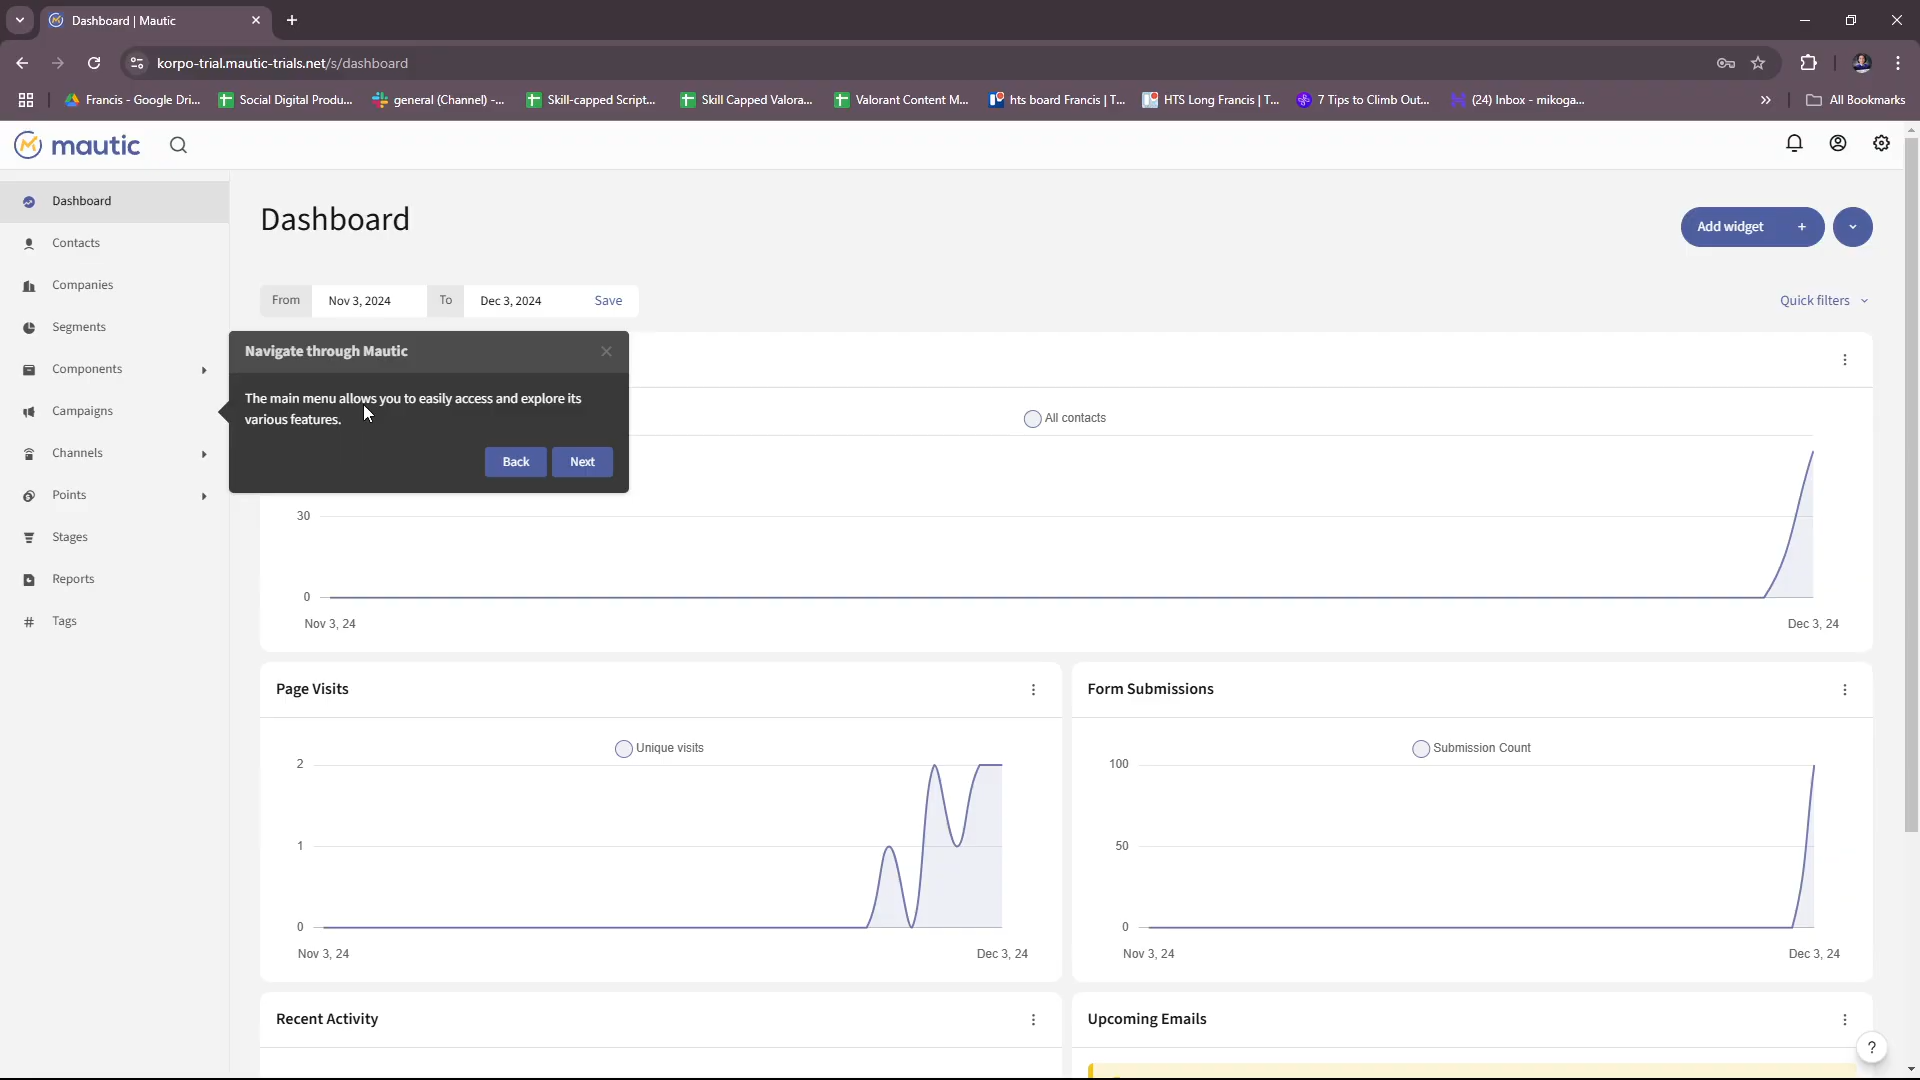 Dashboard | Mautic
korpo-trial.mautic-trials.net/s/dashboard
Francis - Google Dri...
Social Digital Produ...
general (Channel) -...
Skill-capped Script...
Skill Capped Valora...
Valorant Content M...
hts board Francis | T...
HTS Long Francis | T...
7 Tips to Climb Out...
(24) Inbox - mikoga...
All Bookmarks
mautic
Dashboard
Contacts
Companies
Segments
Components
Campaigns
Channels
Points
Stages
Reports
Tags
Dashboard
Add widget +
From Nov 3, 2024 To Dec 3, 2024 Save
Quick filters
Navigate through Mautic
The main menu allows you to easily access and explore its
various features.
Back Next
All contacts
30
0
Nov 3, 24
Dec 3, 24
Page Visits
Unique visits
2
1
0
Nov 3, 24
Dec 3, 24
Form Submissions
Submission Count
100
50
0
Nov 3, 24
Dec 3, 24
Recent Activity
Upcoming Emails
?